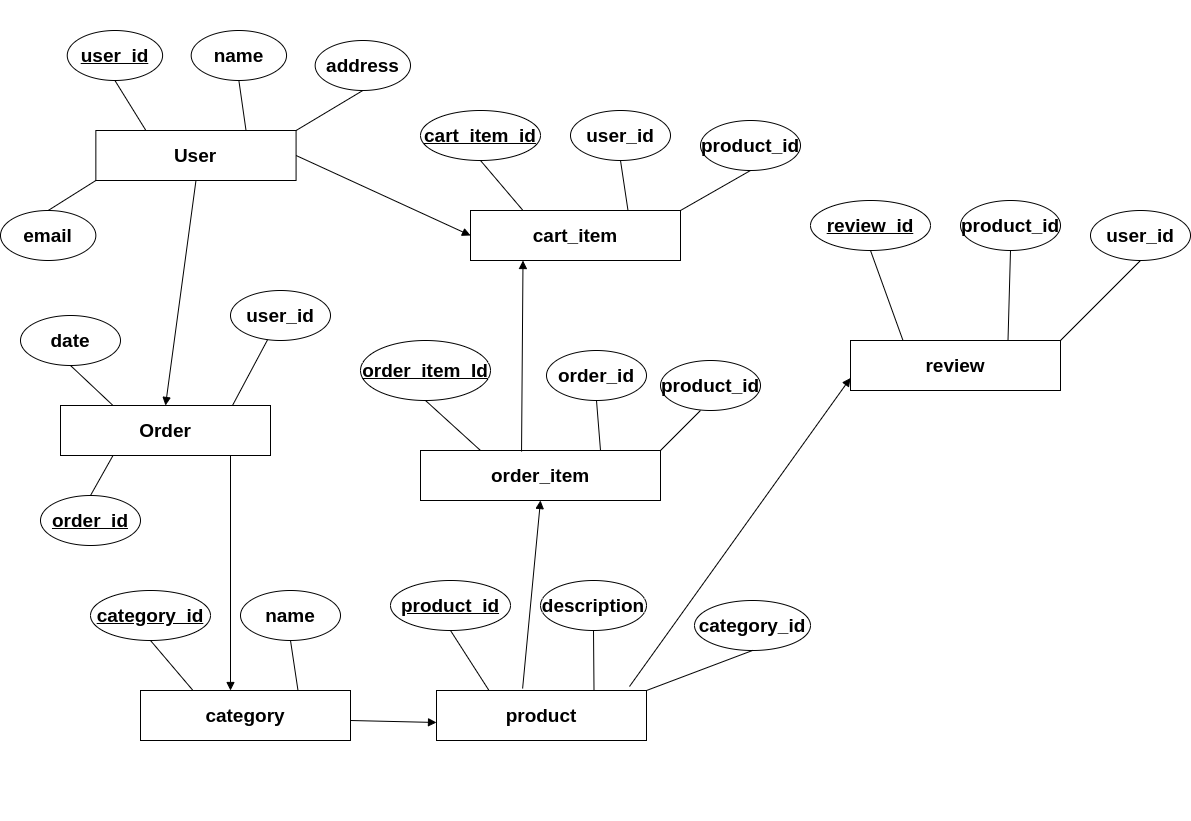 user_id
name
address
User
email
cart_item_id
user_id
product_id
cart_item
review_id
product_id
user_id
review
date
user_id
Order
order_id
order_item_Id
order_id
product_id
order_item
category_id
name
category
product_id
description
category_id
product